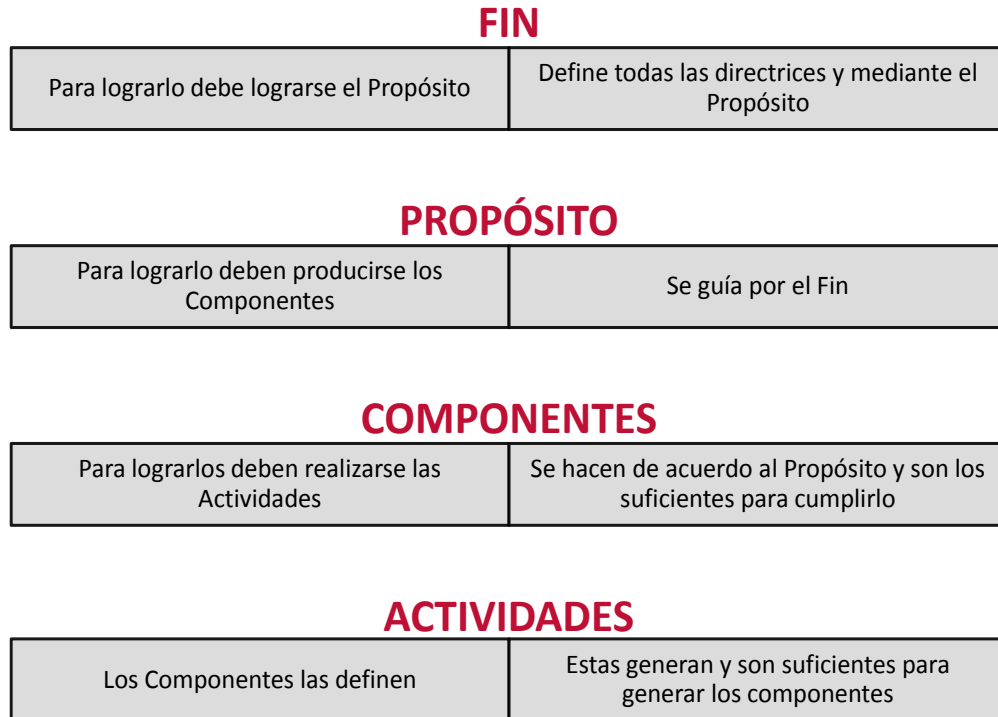 FIN
Para lograrlo debe lograrse el Propósito
Define todas las directrices y mediante el
Propósito
PROPÓSITO
Para lograrlo deben producirse los
Componentes
Se guía por el Fin
COMPONENTES
Para lograrlos deben realizarse las
Actividades
Se hacen de acuerdo al Propósito y son los
suficientes para cumplirlo
ACTIVIDADES
Los Componentes las definen
Estas generan y son suficientes para
generar los componentes